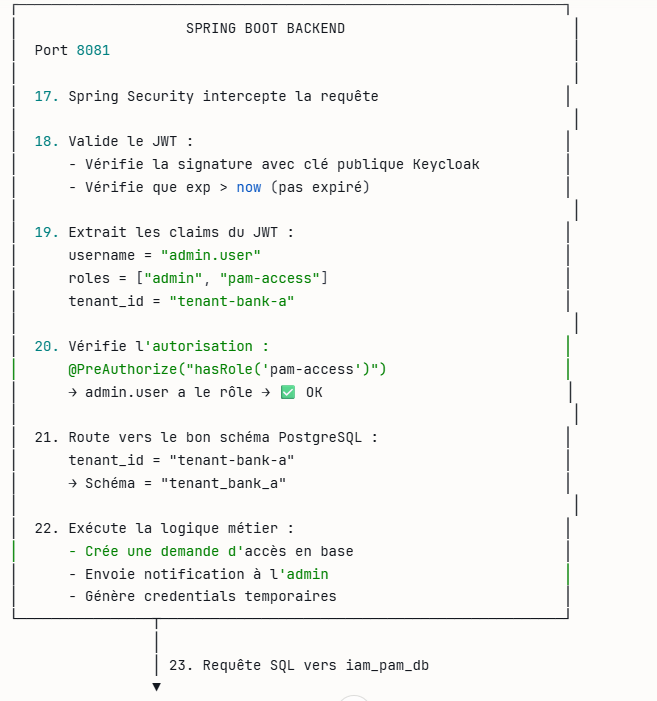 SPRING BOOT BACKEND
Port 8081
17. Spring Security intercepte la requête
18. Valide le JWT :
- Vérifie la signature avec clé publique Keycloak
- Vérifie que exp > now (pas expiré)
19. Extrait les claims du JWT :
username = "admin.user"
roles = ["admin", "pam-access"]
tenant_id = "tenant-bank-a"
20. Vérifie l'autorisation :
@PreAuthorize("hasRole('pam-access')")
→ admin.user a le rôle → ✅ OK
21. Route vers le bon schéma PostgreSQL :
tenant_id = "tenant-bank-a"
→ Schéma = "tenant_bank_a"
22. Exécute la logique métier :
- Crée une demande d'accès en base
- Envoie notification à l'admin
- Génère credentials temporaires
23. Requête SQL vers iam_pam_db